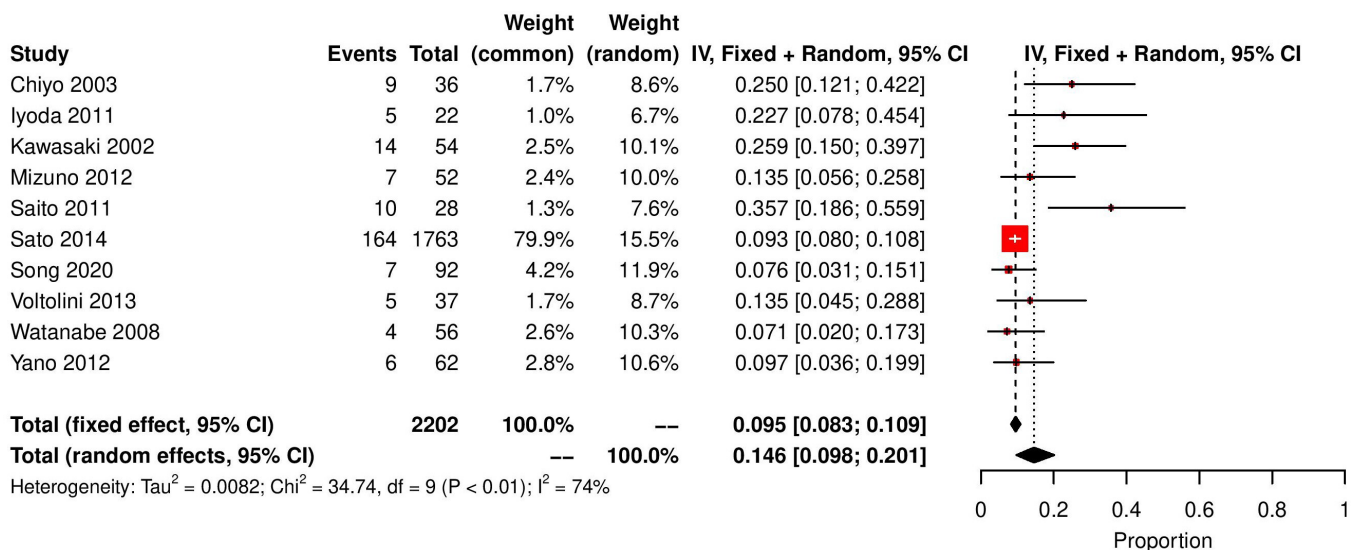 Weight Weight
Study Events Total (common) (random) IV, Fixed + Random, 95% CI IV, Fixed + Random, 95% CI
Chiyo 2003 9 36 1.7% 8.6% 0.250 [0.121; 0.422]
Iyoda 2011 5 22 1.0% 6.7% 0.227 [0.078; 0.454]
Kawasaki 2002 14 54 2.5% 10.1% 0.259 [0.150; 0.397]
Mizuno 2012 7 52 2.4% 10.0% 0.135 [0.056; 0.258]
Saito 2011 10 28 1.3% 7.6% 0.357 [0.186; 0.559]
Sato 2014 164 1763 79.9% 15.5% 0.093 [0.080; 0.108]
Song 2020 7 92 4.2% 11.9% 0.076 [0.031; 0.151]
Voltolini 2013 5 37 1.7% 8.7% 0.135 [0.045; 0.288]
Watanabe 2008 4 56 2.6% 10.3% 0.071 [0.020; 0.173]
Yano 2012 6 62 2.8% 10.6% 0.097 [0.036; 0.199]
Total (fixed effect, 95% CI) 2202 100.0% −− 0.095 [0.083; 0.109]
Total (random effects, 95% CI) −− 100.0% 0.146 [0.098; 0.201]
Heterogeneity: Tau² = 0.0082; Chi² = 34.74, df = 9 (P < 0.01); I² = 74%
0 0.2 0.4 0.6 0.8 1
Proportion